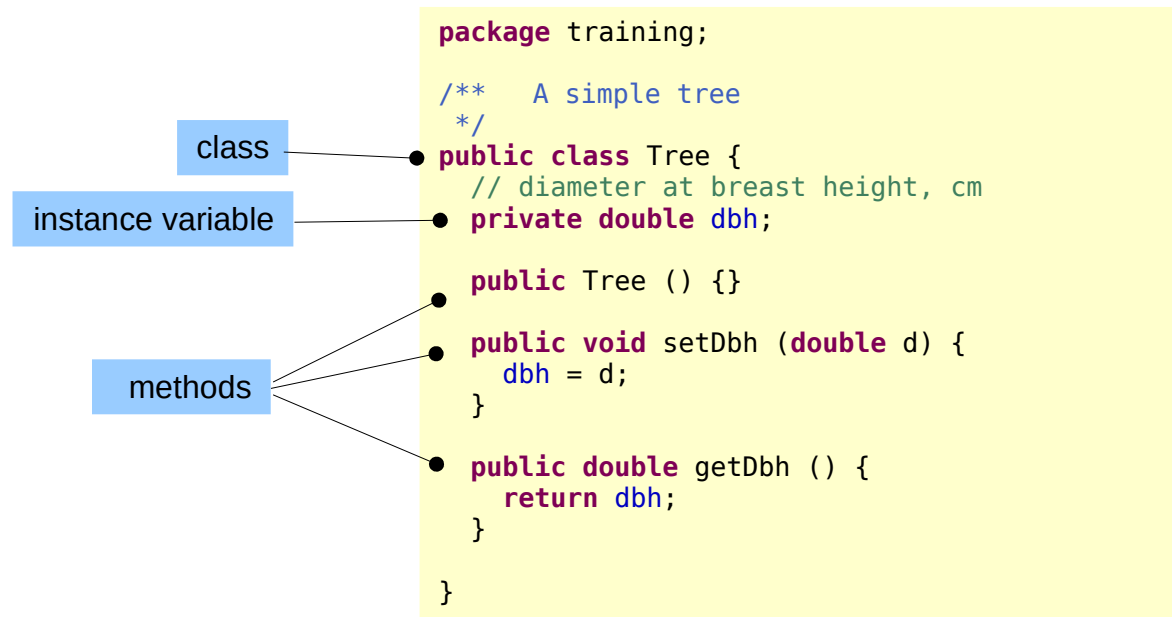 package training;
/**   A simple tree
 */
class
public class Tree {
  // diameter at breast height, cm
instance variable
  private double dbh;
  public Tree () {}
  public void setDbh (double d) {
    dbh = d;
methods
  }
  public double getDbh () {
    return dbh;
  }
}